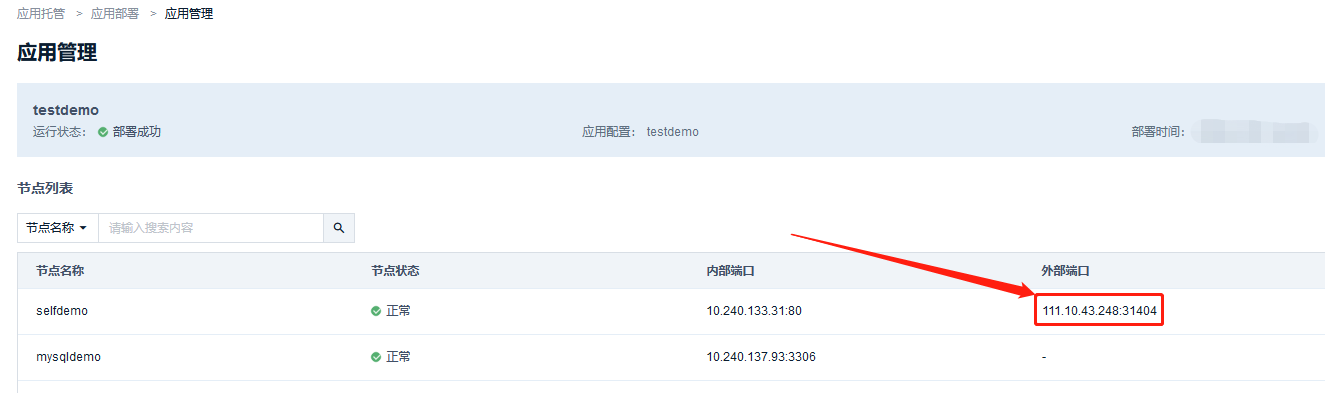 应用托管 > 应用部署 > 应用管理
应用管理
testdemo
运行状态： 部署成功 应用配置： testdemo 部署时间：
节点列表
节点名称 请输入搜索内容
节点名称 节点状态 内部端口 外部端口
selfdemo 正常 10.240.133.31:80 111.10.43.248:31404
mysqldemo 正常 10.240.137.93:3306 -